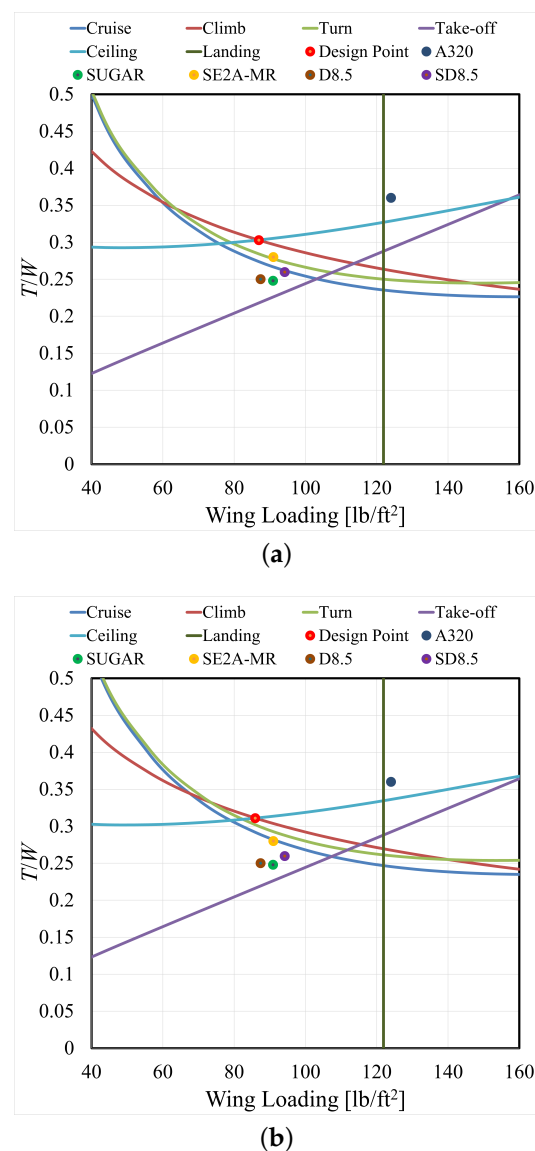 Cruise Climb Turn Take-off
Ceiling Landing Design Point A320
SUGAR SE2A-MR D8.5 SD8.5
0.5
0.45
0.4
0.35
0.3
0.25
0.2
0.15
0.1
0.05
0
T/W
40 60 80 100 120 140 160
Wing Loading [lb/ft²]
(a)
Cruise Climb Turn Take-off
Ceiling Landing Design Point A320
SUGAR SE2A-MR D8.5 SD8.5
0.5
0.45
0.4
0.35
0.3
0.25
0.2
0.15
0.1
0.05
0
T/W
40 60 80 100 120 140 160
Wing Loading [lb/ft²]
(b)